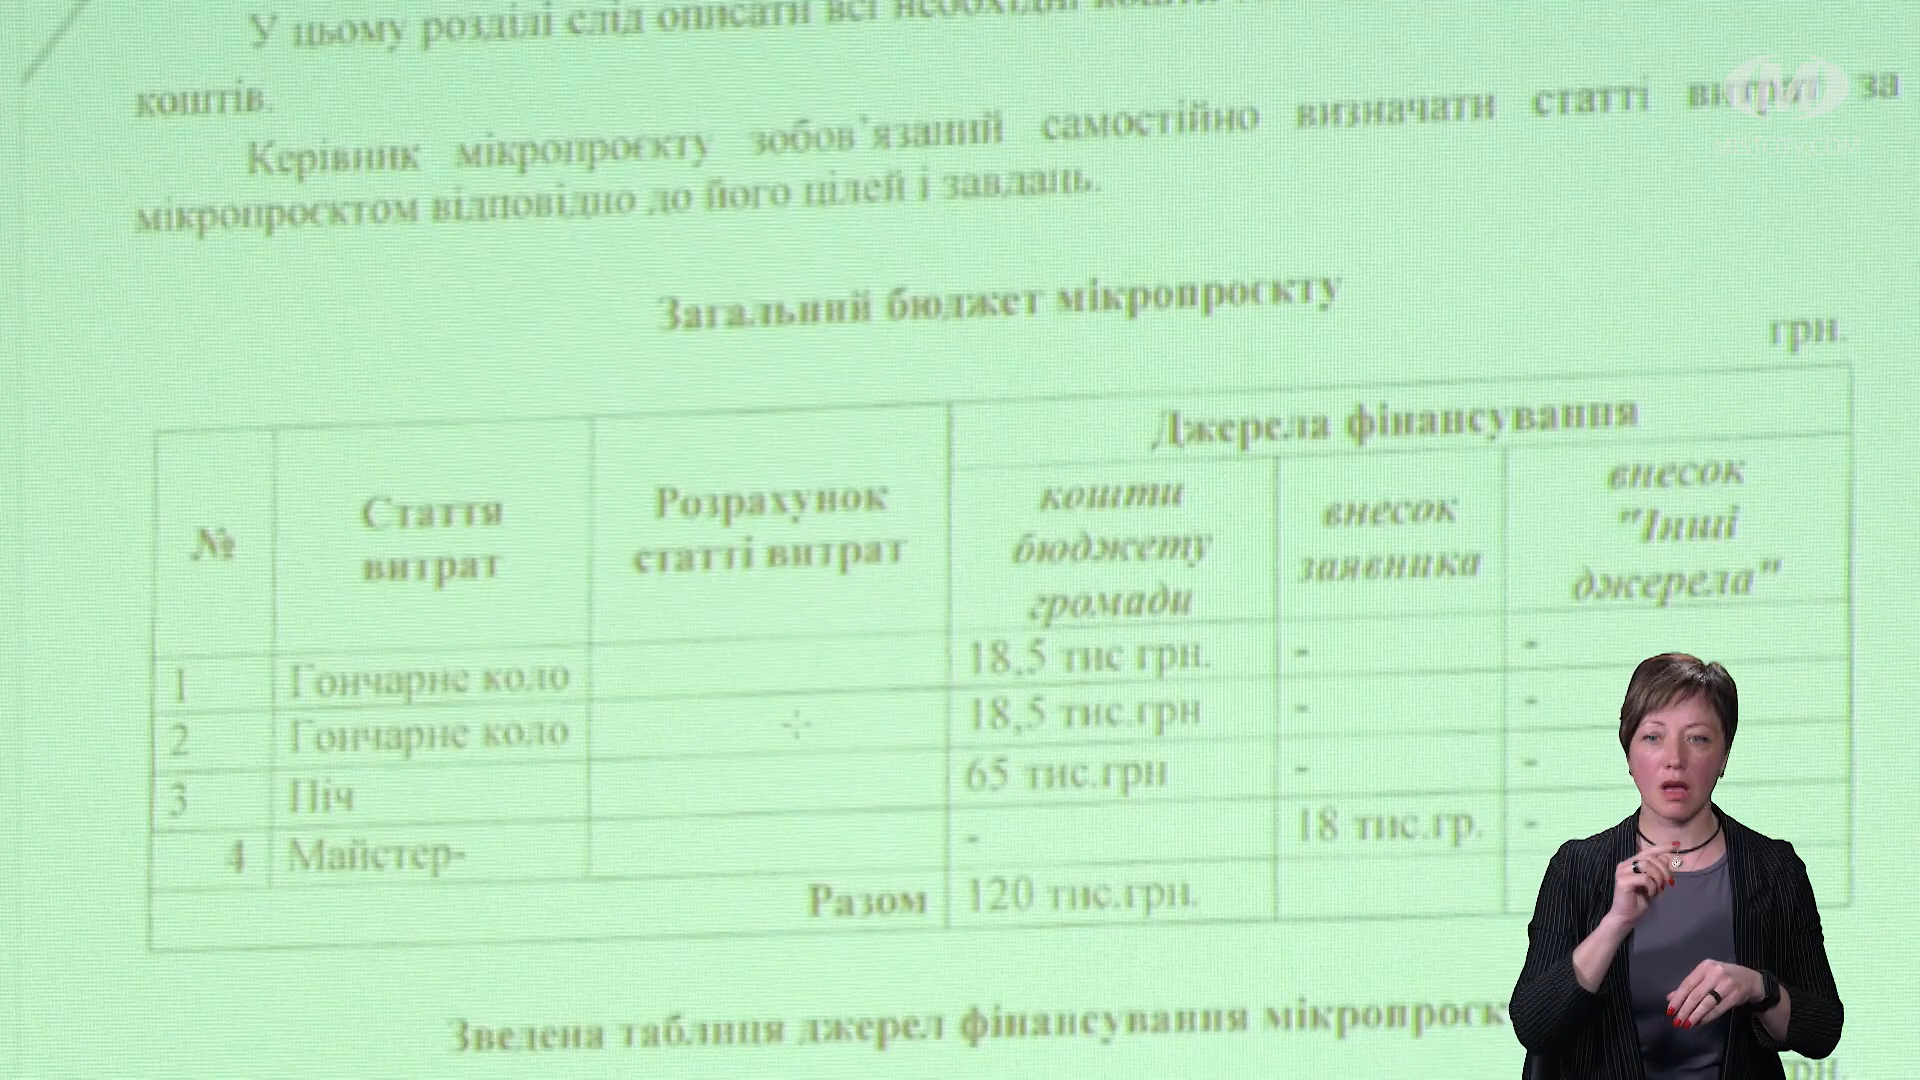 У цьому розділі слід описати всі необхідні
коштів.
Керівник мікропроєкту зобов'язаний самостійно визначати статті витрат за
мікропроєктом відповідно до його цілей і завдань.
Загальний бюджет мікропроєкту
грн.
№ Стаття витрат Розрахунок статті витрат Джерела фінансування
кошти бюджету громади внесок заявника внесок "Інші джерела"
1 Гончарне коло 18,5 тис грн. - -
2 Гончарне коло 18,5 тис.грн - -
3 Піч 65 тис.грн - -
4 Майстер- - 18 тис.гр. -
Разом 120 тис.грн.
Зведена таблиця джерел фінансування
грн.